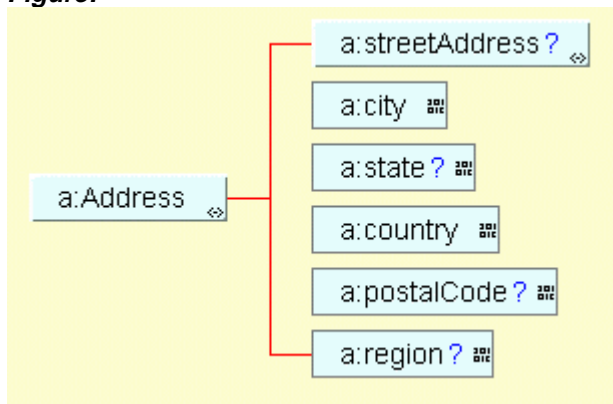 Figure:
a:streetAddress?
a:city
a:state?
a:Address
a:country
a:postalCode?
a:region?